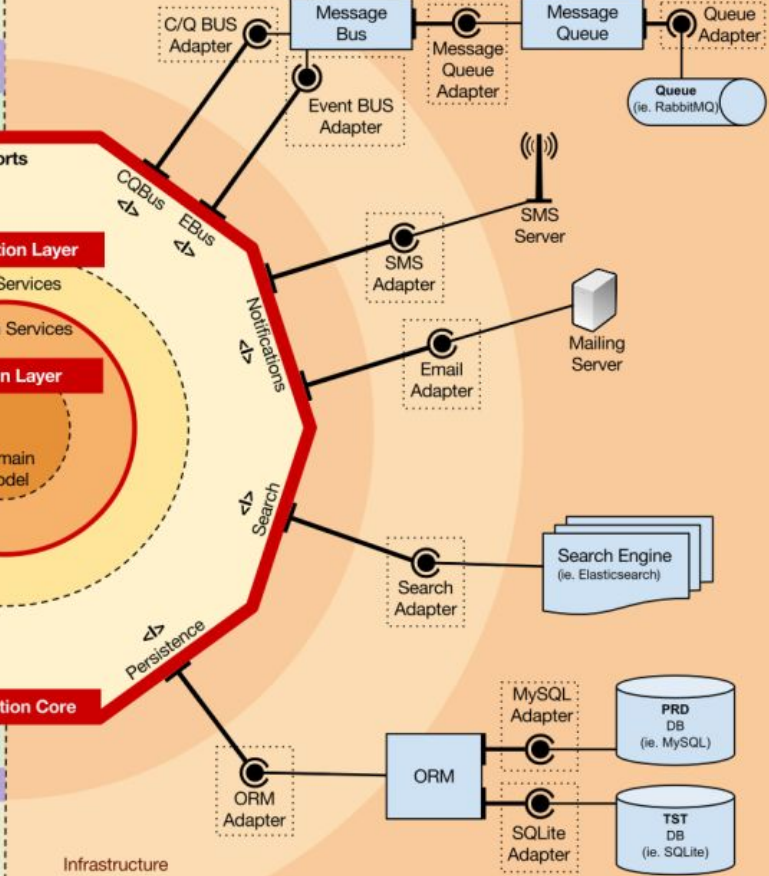 C/Q BUS
Adapter
Message
Bus
Message
Queue
Adapter
Message
Queue
Queue
Adapter
Queue
(ie. RabbitMQ)
Event BUS
Adapter
orts
CQBus
</>
EBus
</>
SMS
Server
SMS
Adapter
tion Layer
Services
Services
n Layer
main
odel
Notifications
</>
Email
Adapter
Mailing
Server
Search
</>
Search
Adapter
Search Engine
(ie. Elasticsearch)
</>
Persistence
tion Core
ORM
Adapter
ORM
MySQL
Adapter
PRD
DB
(ie. MySQL)
SQLite
Adapter
TST
DB
(ie. SQLite)
Infrastructure